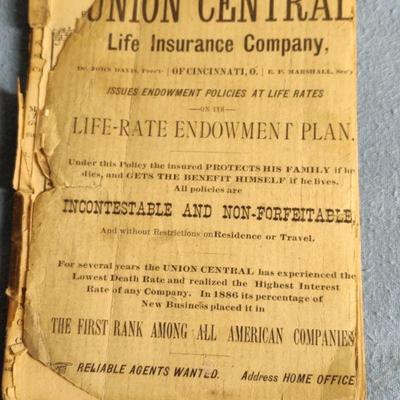 UNION CENTRAL
Life Insurance Company,
Dr. JOHN DAVIS, Pres't | OF CINCINNATI, O. | E. P. MARSHALL, Sec'y
ISSUES ENDOWMENT POLICIES AT LIFE RATES
—ON ITS—
LIFE-RATE ENDOWMENT PLAN.
Under this Policy the insured PROTECTS HIS FAMILY if he
dies, and GETS THE BENEFIT HIMSELF if he lives.
All policies are
INCONTESTABLE AND NON-FORFEITABLE,
And without Restrictions on Residence or Travel.
For several years the UNION CENTRAL has experienced the
Lowest Death Rate and realized the Highest Interest
Rate of any Company. In 1886 its percentage of
New Business placed it in
THE FIRST RANK AMONG ALL AMERICAN COMPANIES
RELIABLE AGENTS WANTED. Address HOME OFFICE